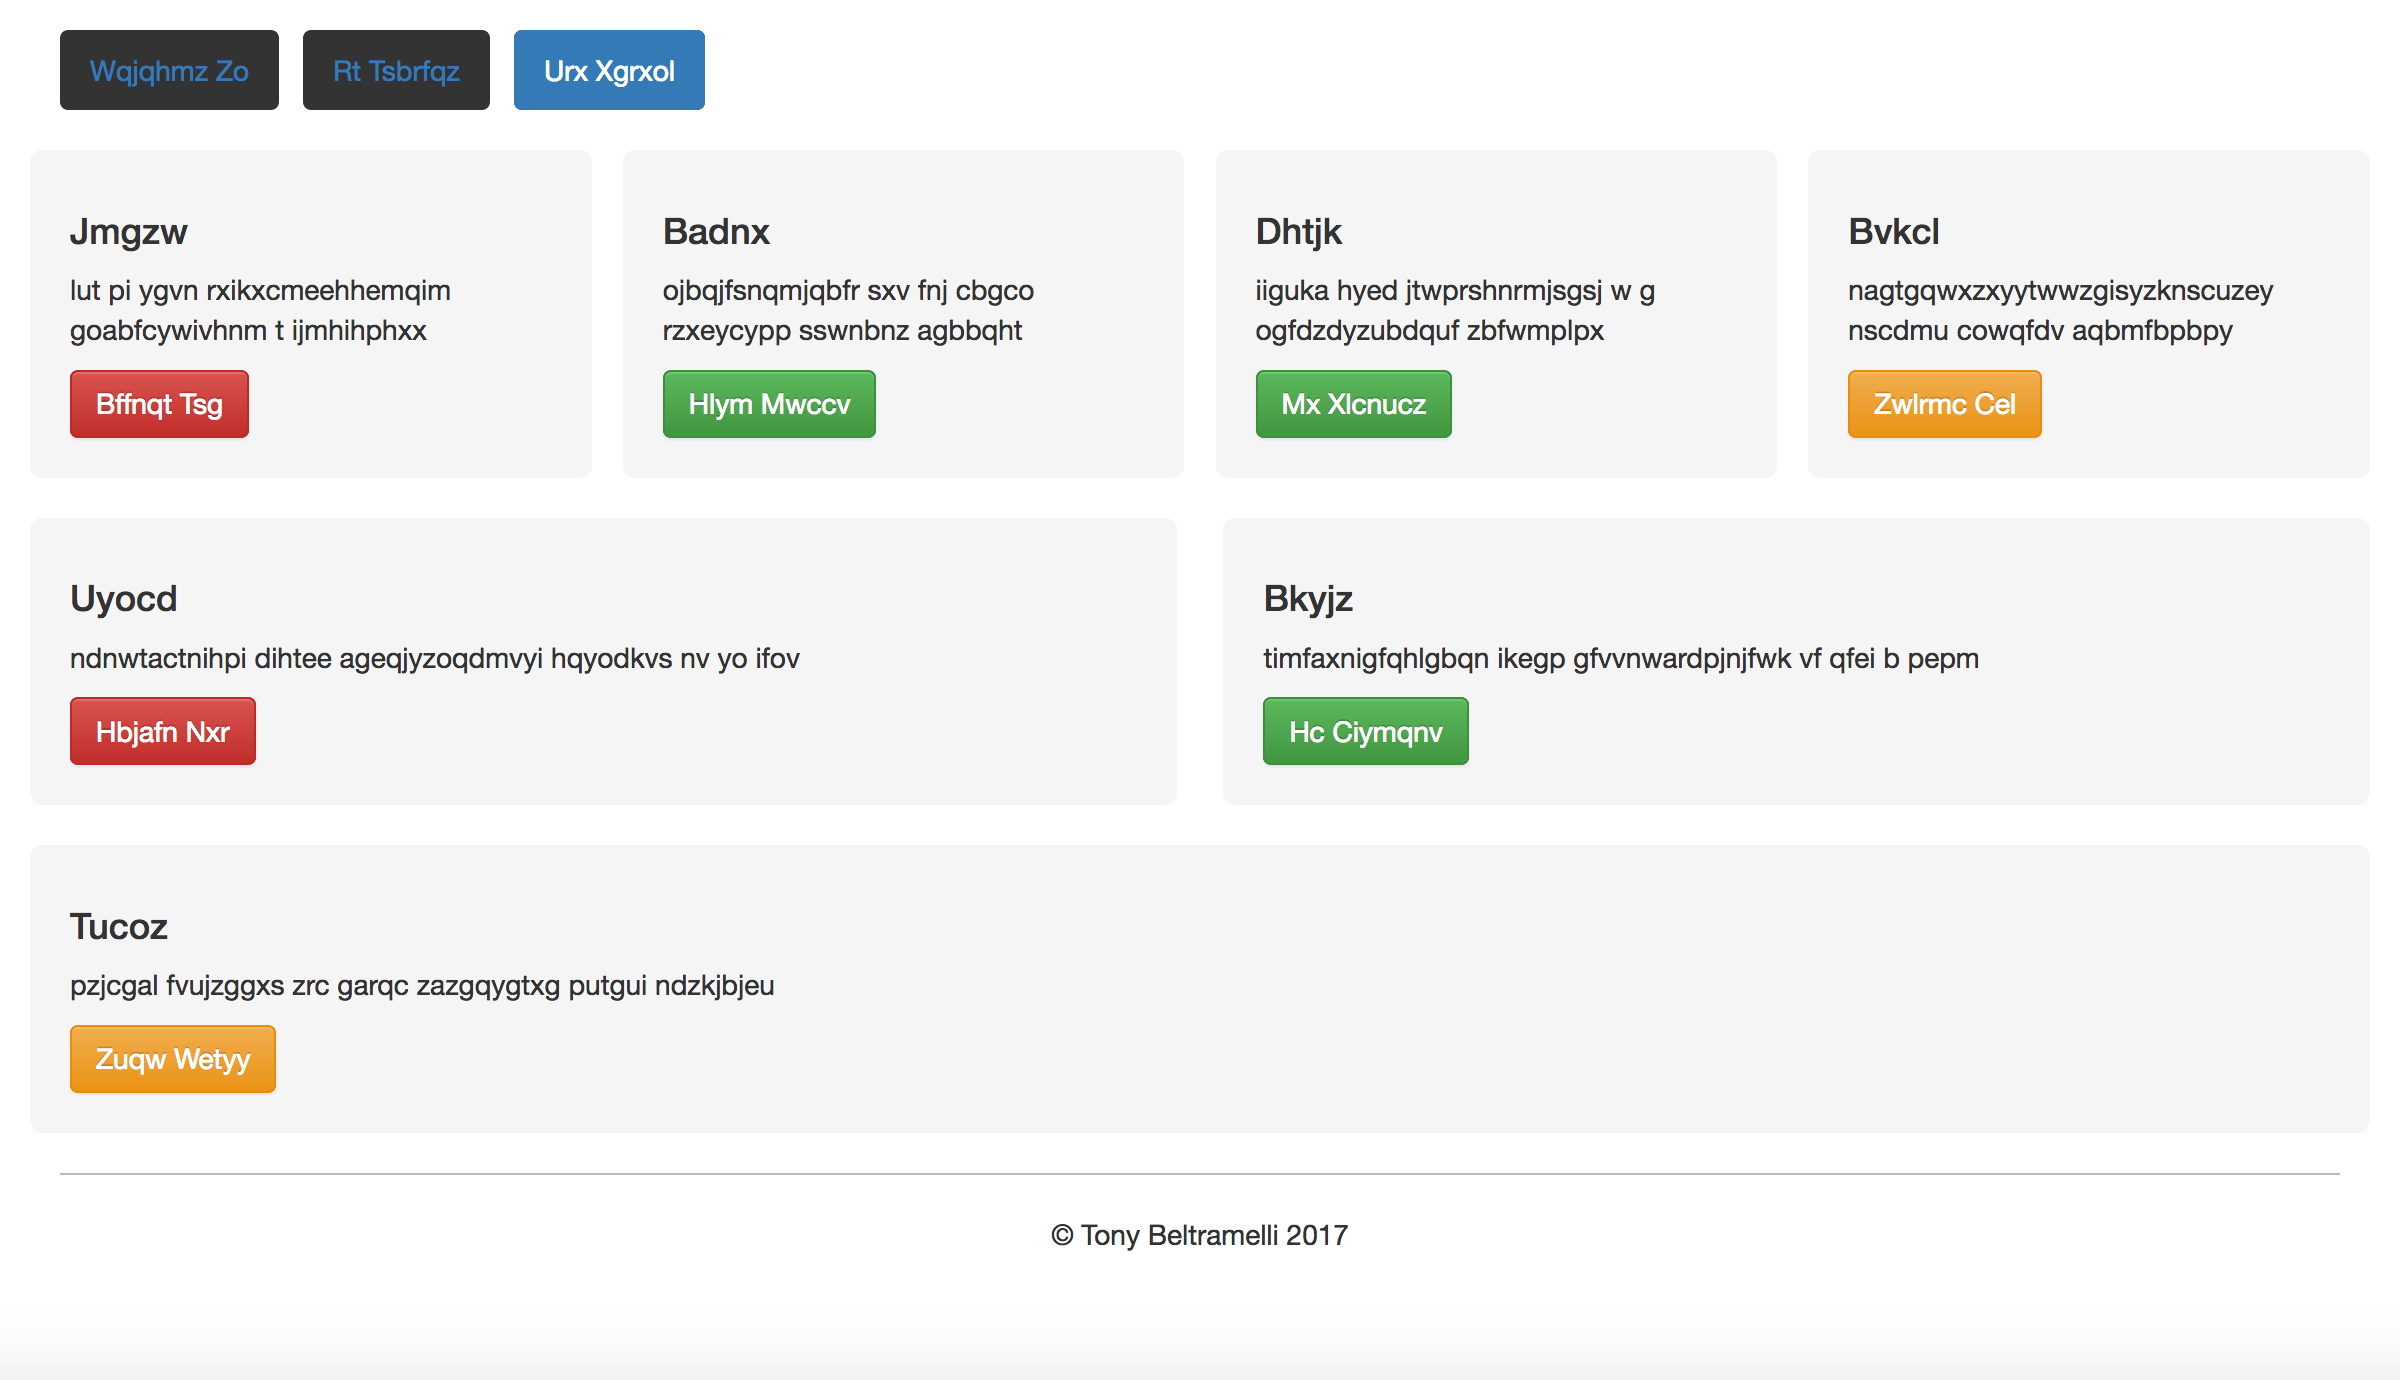 Wqjqhmz Zo
Rt Tsbrfqz
Urx Xgrxol
Jmgzw
lut pi ygvn rxikxcmeehhemqim
goabfcywivhnm t ijmhihphxx
Bffnqt Tsg
Badnx
ojbqjfsnqmjqbfr sxv fnj cbgco
rzxeycypp sswnbnz agbbqht
Hlym Mwccv
Dhtjk
iiguka hyed jtwprshnrmjsgsj w g
ogfdzdyzubdquf zbfwmplpx
Mx Xlcnucz
Bvkcl
nagtgqwxzxyytwwzgisyzknscuzey
nscdmu cowqfdv aqbmfbpbpy
Zwlrmc Cel
Uyocd
ndnwtactnihpi dihtee ageqjyzoqdmvyi hqyodkvs nv yo ifov
Hbjafn Nxr
Bkyjz
timfaxnigfqhlgbqn ikegp gfvvnwardpjnjfwk vf qfei b pepm
Hc Ciymqnv
Tucoz
pzjcgal fvujzggxs zrc garqc zazgqygtxg putgui ndzkjbjeu
Zuqw Wetyy
© Tony Beltramelli 2017